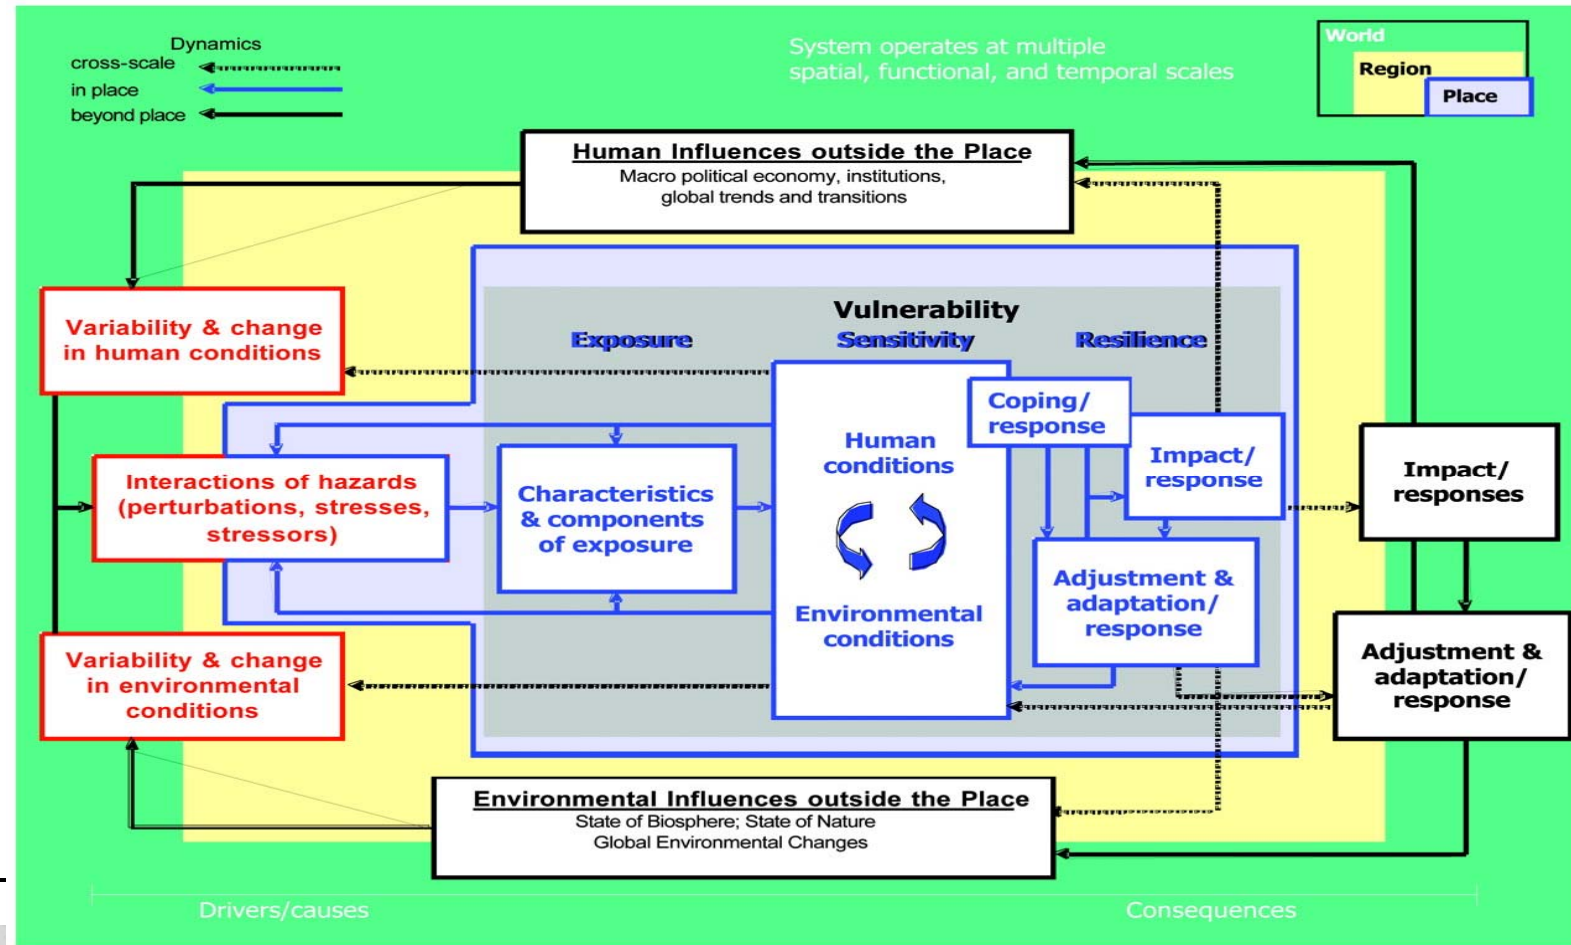 Dynamics
cross-scale
in place
beyond place
System operates at multiple
spatial, functional, and temporal scales
World
Region
Place
Human Influences outside the Place
Macro political economy, institutions,
global trends and transitions
Variability & change
in human conditions
Vulnerability
Exposure
Sensitivity
Resilience
Interactions of hazards
(perturbations, stresses,
stressors)
Characteristics
& components
of exposure
Human
conditions
Environmental
conditions
Coping/
response
Impact/
response
Adjustment &
adaptation/
response
Impact/
responses
Adjustment &
adaptation/
response
Variability & change
in environmental
conditions
Environmental Influences outside the Place
State of Biosphere; State of Nature
Global Environmental Changes
Drivers/causes
Consequences